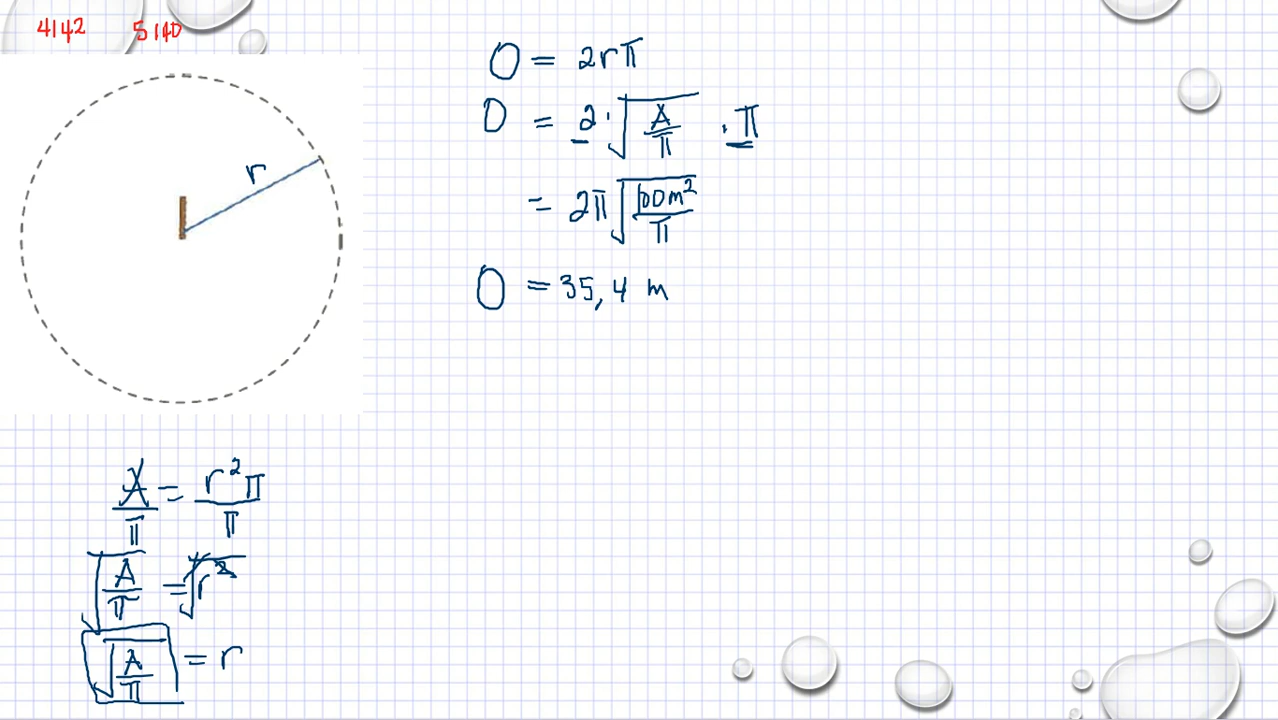 4142 5140
r
O = 2rπ
O = 2 · √(A/π) · π
= 2π √(100m²/π)
O = 35,4 m
A/π = r²π/π
√(A/π) = √r²
√(A/π) = r